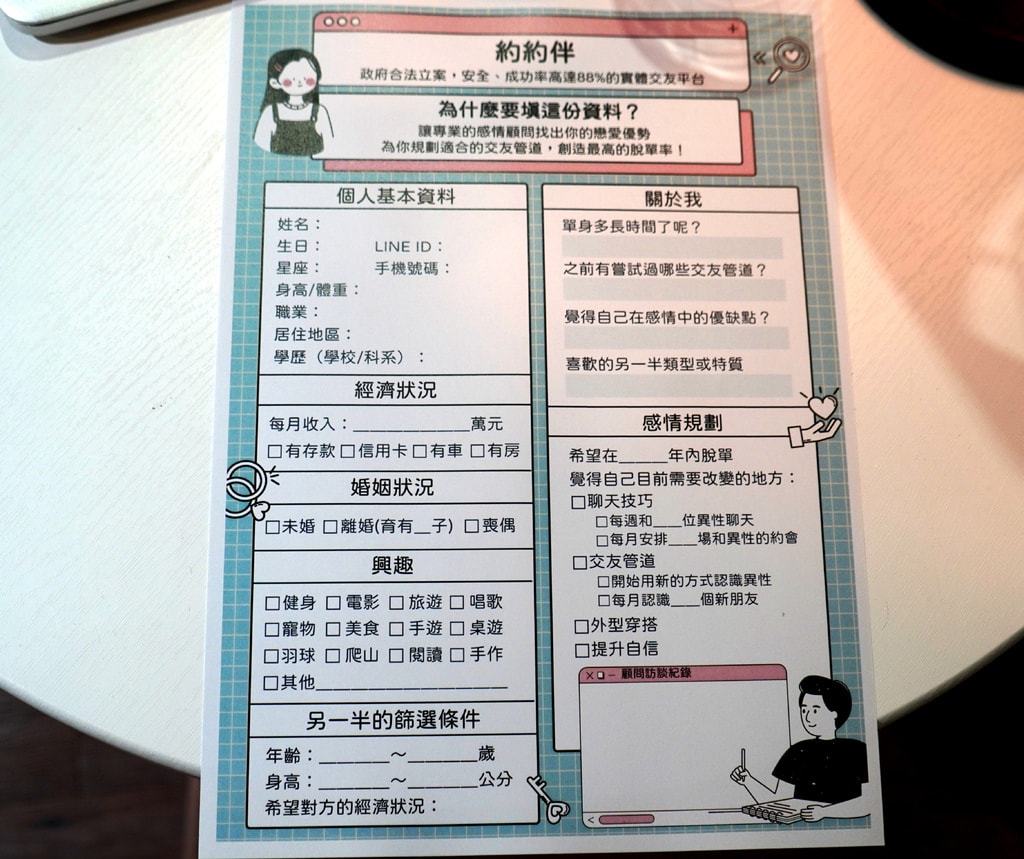 約約伴
政府合法立案，安全、成功率高達88%的實體交友平台
為什麼要填這份資料？
讓專業的感情顧問找出你的戀愛優勢
為你規劃適合的交友管道，創造最高的脫單率！
個人基本資料
姓名：
生日： LINE ID：
星座： 手機號碼：
身高/體重：
職業：
居住地區：
學歷（學校/科系）：
經濟狀況
每月收入：____________萬元
□有存款 □信用卡 □有車 □有房
婚姻狀況
□未婚 □離婚(育有__子) □喪偶
興趣
□健身 □電影 □旅遊 □唱歌
□寵物 □美食 □手遊 □桌遊
□羽球 □爬山 □閱讀 □手作
□其他____________________
另一半的篩選條件
年齡：_______～_______歲
身高：_______～_______公分
希望對方的經濟狀況：
關於我
單身多長時間了呢？
之前有嘗試過哪些交友管道？
覺得自己在感情中的優缺點？
喜歡的另一半類型或特質
感情規劃
希望在_____年內脫單
覺得自己目前需要改變的地方：
□聊天技巧
□每週和____位異性聊天
□每月安排____場和異性的約會
□交友管道
□開始用新的方式認識異性
□每月認識____個新朋友
□外型穿搭
□提升自信
顧問訪談紀錄